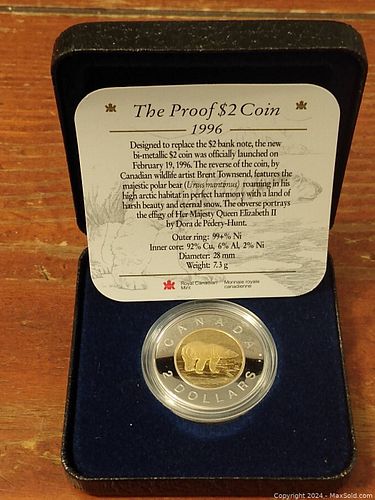 The Proof $2 Coin
1996
Designed to replace the $2 bank note, the new
bi-metallic $2 coin was officially launched on
February 19, 1996. The reverse of the coin, by
Canadian wildlife artist Brent Townsend, features the
majestic polar bear (Ursus maritimus) roaming in his
high arctic habitat in perfect harmony with a land of
harsh beauty and eternal snow. The obverse portrays
the effigy of Her Majesty Queen Elizabeth II
by Dora de Pédery-Hunt.
Outer ring: 99+% Ni
Inner core: 92% Cu, 6% Al, 2% Ni
Diameter: 28 mm
Weight: 7.3 g
Royal Canadian Mint Monnaie royale canadienne
CANADA
2 DOLLARS
Copyright 2024 - MaxSold.com